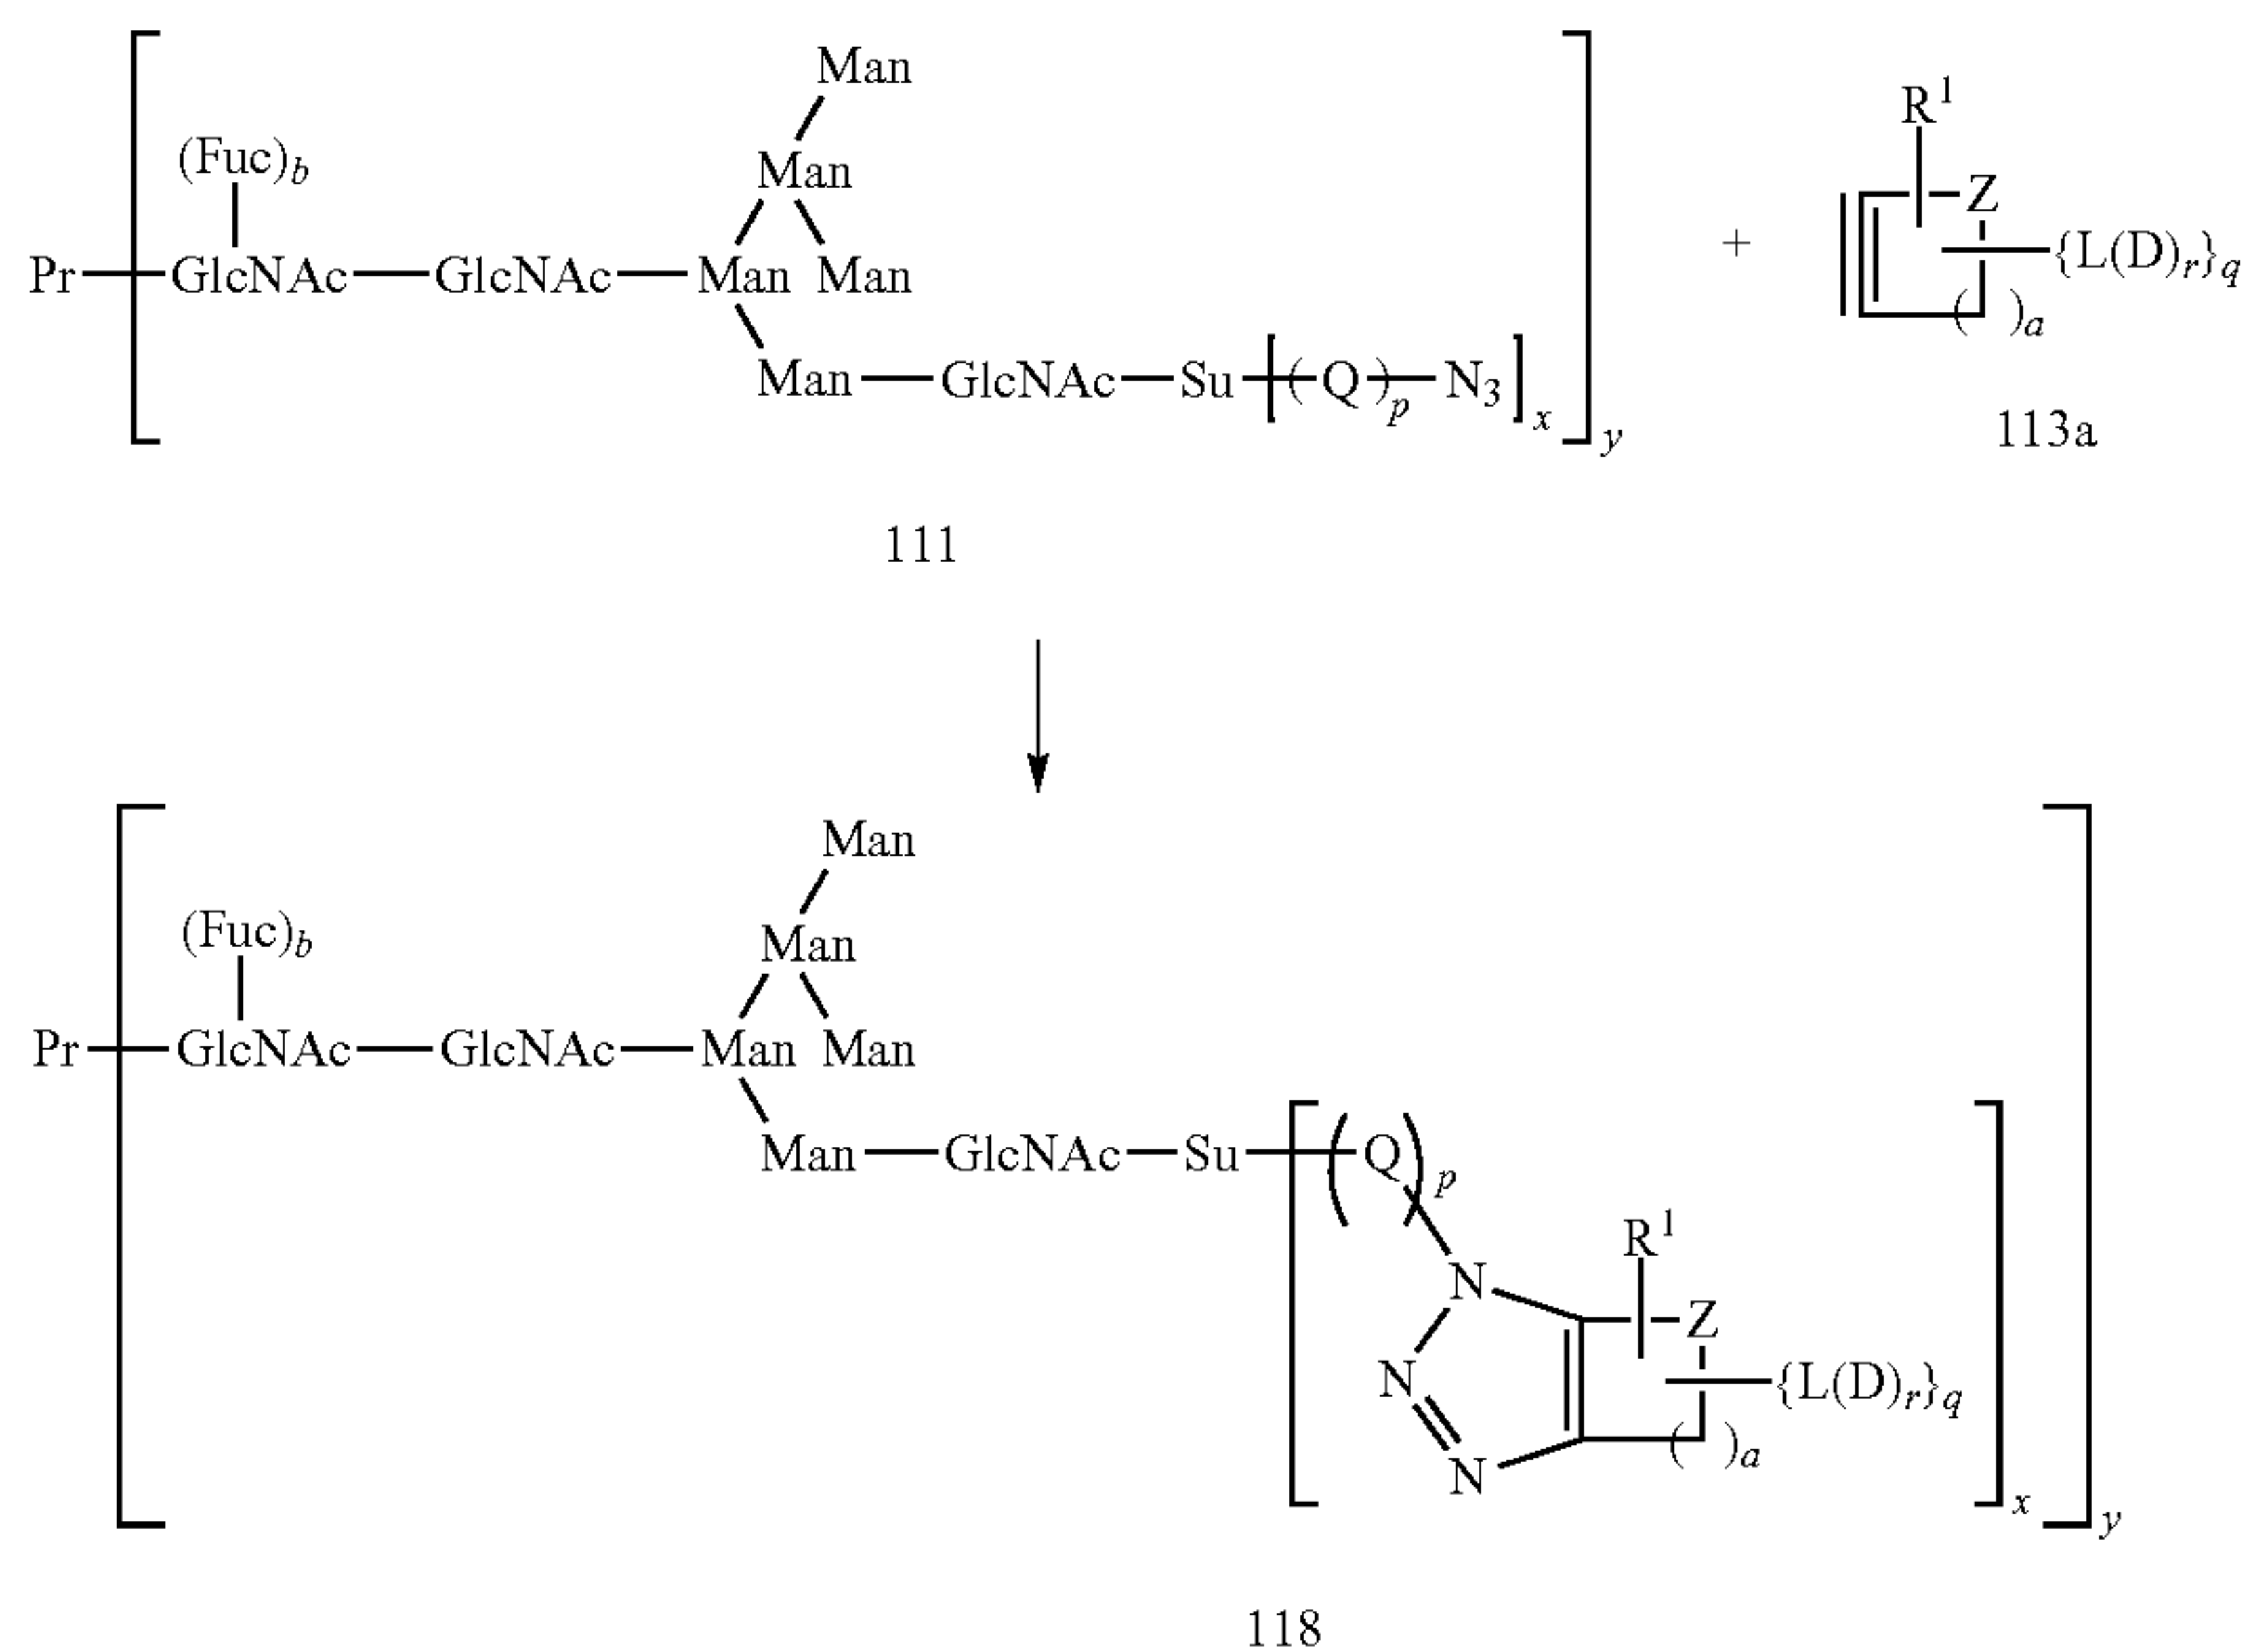 Man
R¹
(Fuc)b
Man
Z
Pr GlcNAc GlcNAc Man Man + {L(D)r}q
( )a
Man GlcNAc Su [(Q)p N₃]x y
113a
111
Man
(Fuc)b
Man
Pr GlcNAc GlcNAc Man Man
Man GlcNAc Su (Q)p
R¹
N
Z
N
{L(D)r}q
( )a
N
x
y
118